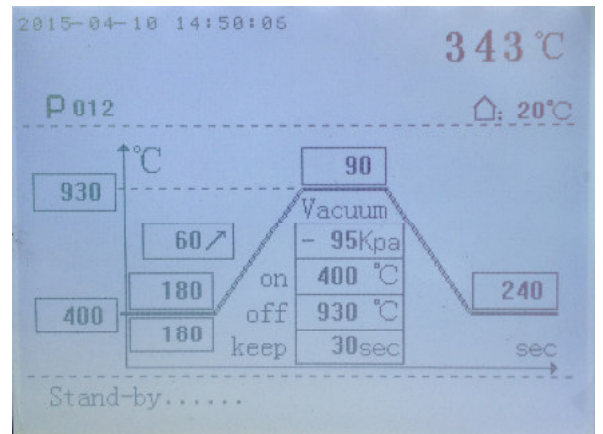 2015-04-10 14:50:06
343℃
P 012
: 20℃
℃
90
930
Vacuum
60↗
- 95Kpa
180
on 400 ℃
240
400
off 930 ℃
180
keep 30sec
sec
Stand-by......